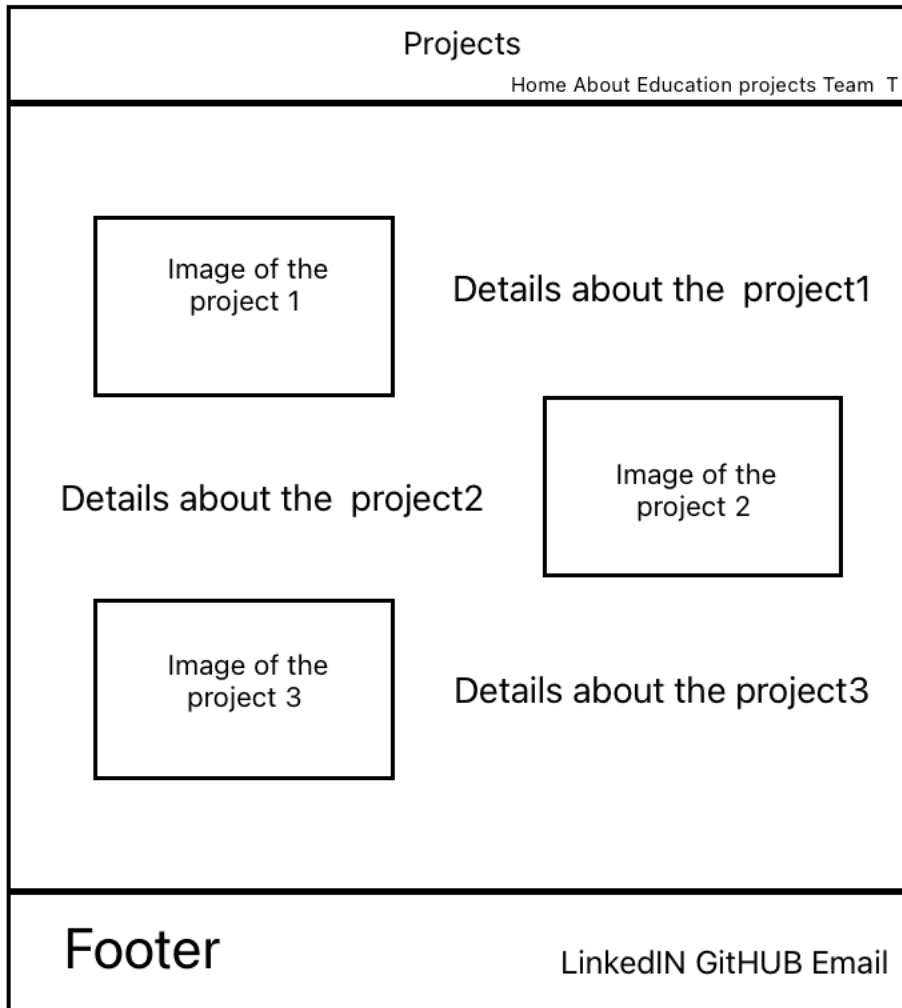 Projects
Home About Education projects Team T
Image of the
project 1
Details about the project1
Details about the project2
Image of the
project 2
Image of the
project 3
Details about the project3
Footer
LinkedIN GitHUB Email